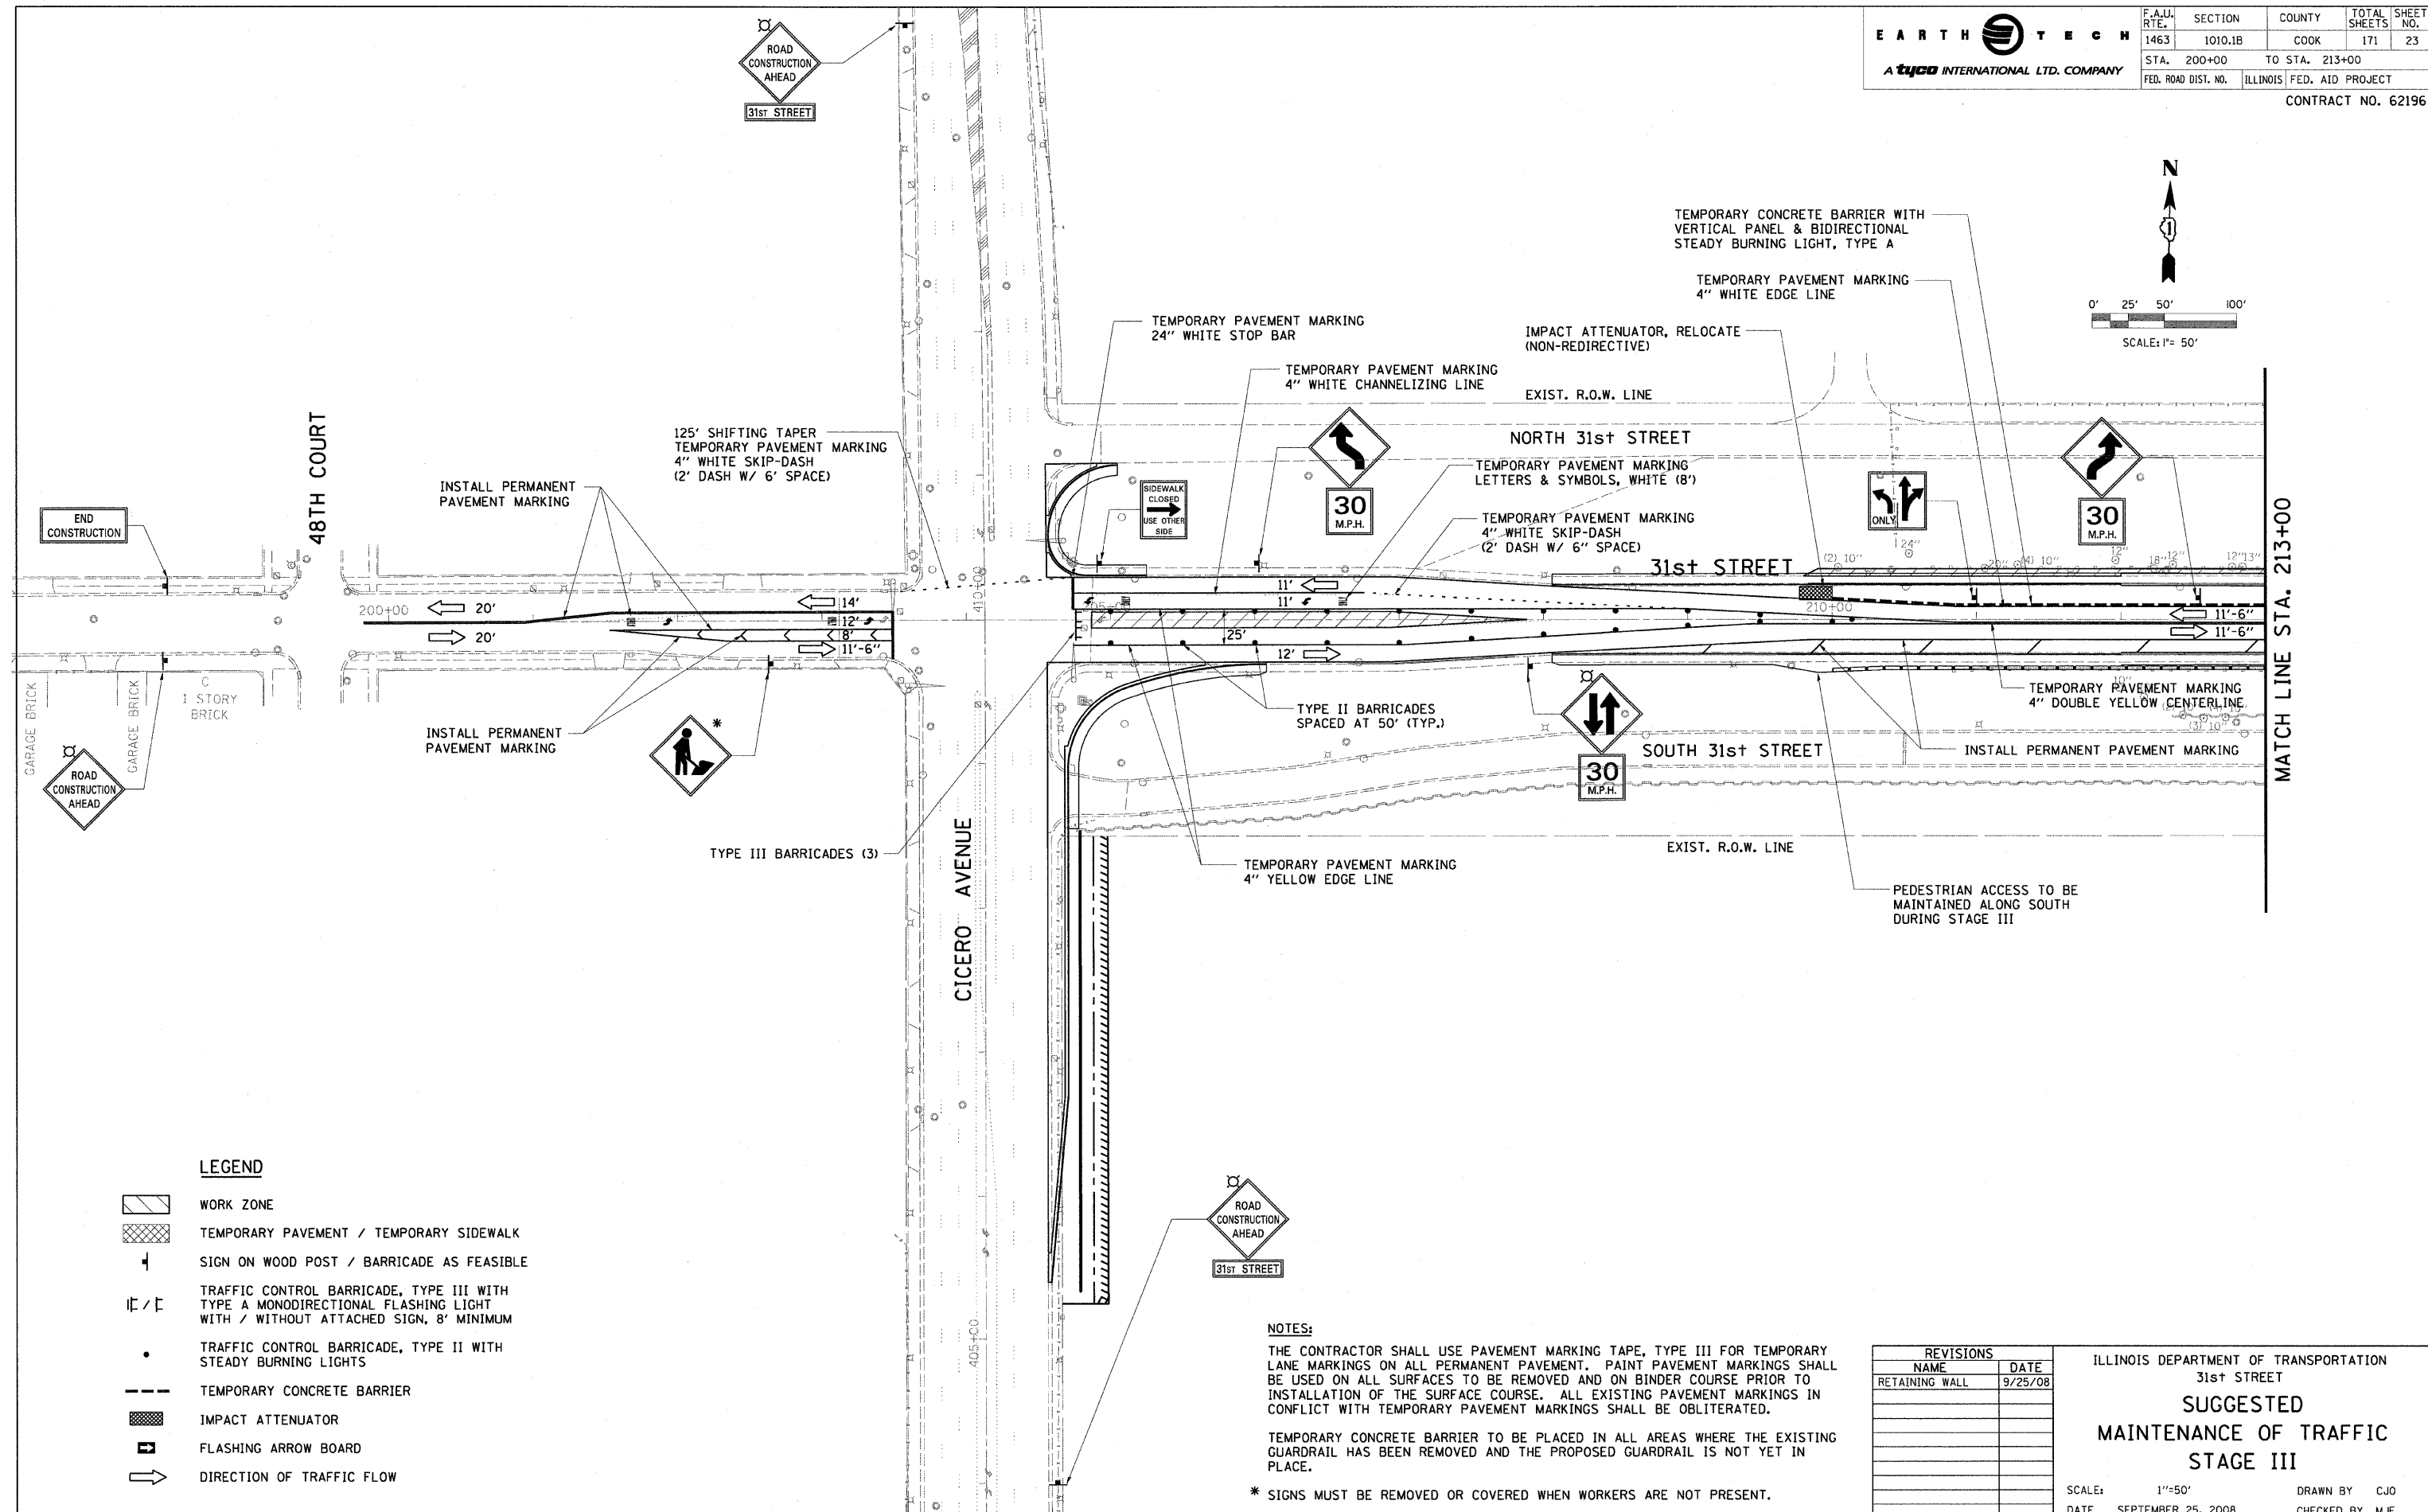 EARTH TECH
A tyco INTERNATIONAL LTD. COMPANY
F.A.U. RTE.
SECTION
COUNTY
TOTAL SHEETS
SHEET NO.
1463
1010.1B
COOK
171
23
STA. 200+00 TO STA. 213+00
FED. ROAD DIST. NO.
ILLINOIS
FED. AID PROJECT
CONTRACT NO. 62196
ROAD
CONSTRUCTION
AHEAD
31ST STREET
N
0' 25' 50' 100'
SCALE: 1"= 50'
TEMPORARY CONCRETE BARRIER WITH
VERTICAL PANEL & BIDIRECTIONAL
STEADY BURNING LIGHT, TYPE A
TEMPORARY PAVEMENT MARKING
4" WHITE EDGE LINE
TEMPORARY PAVEMENT MARKING
24" WHITE STOP BAR
IMPACT ATTENUATOR, RELOCATE
(NON-REDIRECTIVE)
TEMPORARY PAVEMENT MARKING
4" WHITE CHANNELIZING LINE
EXIST. R.O.W. LINE
NORTH 31st STREET
125' SHIFTING TAPER
TEMPORARY PAVEMENT MARKING
4" WHITE SKIP-DASH
(2' DASH W/ 6' SPACE)
48TH COURT
INSTALL PERMANENT
PAVEMENT MARKING
TEMPORARY PAVEMENT MARKING
LETTERS & SYMBOLS, WHITE (8')
SIDEWALK
CLOSED
USE OTHER
SIDE
30
M.P.H.
ONLY
30
M.P.H.
END
CONSTRUCTION
TEMPORARY PAVEMENT MARKING
4" WHITE SKIP-DASH
(2' DASH W/ 6" SPACE)
24"
(2) 10"
20"
(4) 10"
12"
18"
12"
12"
13"
31st STREET
MATCH LINE STA. 213+00
200+00
20'
20'
14'
12'
8'
11'-6"
410+00
11'
11'
25'
12'
210+00
11'-6"
11'-6"
GARAGE BRICK
GARAGE BRICK
C
1 STORY
BRICK
INSTALL PERMANENT
PAVEMENT MARKING
*
ROAD
CONSTRUCTION
AHEAD
TYPE II BARRICADES
SPACED AT 50' (TYP.)
10"
TEMPORARY PAVEMENT MARKING
4" DOUBLE YELLOW CENTERLINE
(3) 10"
SOUTH 31st STREET
30
M.P.H.
INSTALL PERMANENT PAVEMENT MARKING
TYPE III BARRICADES (3)
CICERO AVENUE
TEMPORARY PAVEMENT MARKING
4" YELLOW EDGE LINE
EXIST. R.O.W. LINE
PEDESTRIAN ACCESS TO BE
MAINTAINED ALONG SOUTH
DURING STAGE III
405+00
ROAD
CONSTRUCTION
AHEAD
31ST STREET
LEGEND
WORK ZONE
TEMPORARY PAVEMENT / TEMPORARY SIDEWALK
SIGN ON WOOD POST / BARRICADE AS FEASIBLE
TRAFFIC CONTROL BARRICADE, TYPE III WITH
TYPE A MONODIRECTIONAL FLASHING LIGHT
WITH / WITHOUT ATTACHED SIGN, 8' MINIMUM
TRAFFIC CONTROL BARRICADE, TYPE II WITH
STEADY BURNING LIGHTS
TEMPORARY CONCRETE BARRIER
IMPACT ATTENUATOR
FLASHING ARROW BOARD
DIRECTION OF TRAFFIC FLOW
NOTES:
THE CONTRACTOR SHALL USE PAVEMENT MARKING TAPE, TYPE III FOR TEMPORARY
LANE MARKINGS ON ALL PERMANENT PAVEMENT. PAINT PAVEMENT MARKINGS SHALL
BE USED ON ALL SURFACES TO BE REMOVED AND ON BINDER COURSE PRIOR TO
INSTALLATION OF THE SURFACE COURSE. ALL EXISTING PAVEMENT MARKINGS IN
CONFLICT WITH TEMPORARY PAVEMENT MARKINGS SHALL BE OBLITERATED.
TEMPORARY CONCRETE BARRIER TO BE PLACED IN ALL AREAS WHERE THE EXISTING
GUARDRAIL HAS BEEN REMOVED AND THE PROPOSED GUARDRAIL IS NOT YET IN
PLACE.
* SIGNS MUST BE REMOVED OR COVERED WHEN WORKERS ARE NOT PRESENT.
REVISIONS
NAME DATE
RETAINING WALL 9/25/08
ILLINOIS DEPARTMENT OF TRANSPORTATION
31st STREET
SUGGESTED
MAINTENANCE OF TRAFFIC
STAGE III
SCALE: 1"=50' DRAWN BY CJO
DATE SEPTEMBER 25, 2008 CHECKED BY MJE